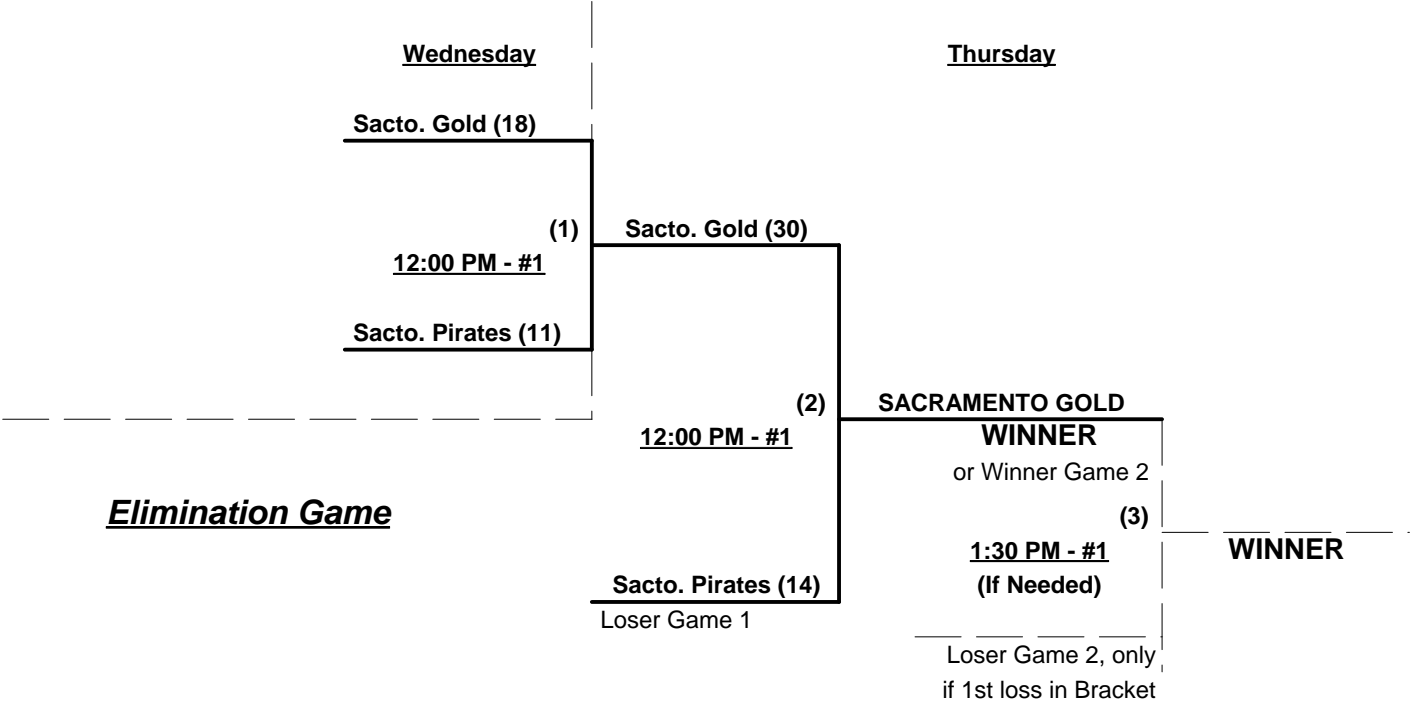 Wednesday
Thursday
Sacto. Gold (18)
(1)
12:00 PM - #1
Sacto. Pirates (11)
Sacto. Gold (30)
(2)
12:00 PM - #1
SACRAMENTO GOLD
WINNER
or Winner Game 2
Elimination Game
(3)
1:30 PM - #1
(If Needed)
WINNER
Sacto. Pirates (14)
Loser Game 1
Loser Game 2, only
if 1st loss in Bracket